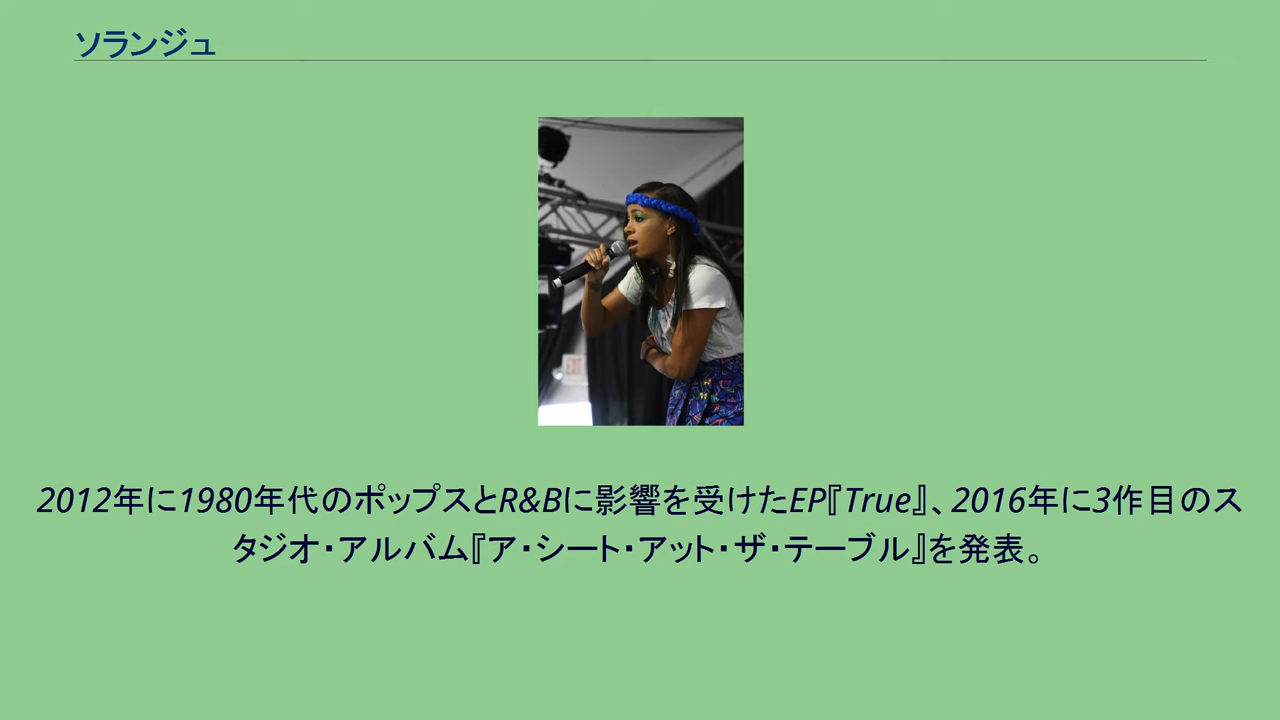 ソランジュ
2012年に1980年代のポップスとR&Bに影響を受けたEP『True』、2016年に3作目のス
タジオ・アルバム『ア・シート・アット・ザ・テーブル』を発表。